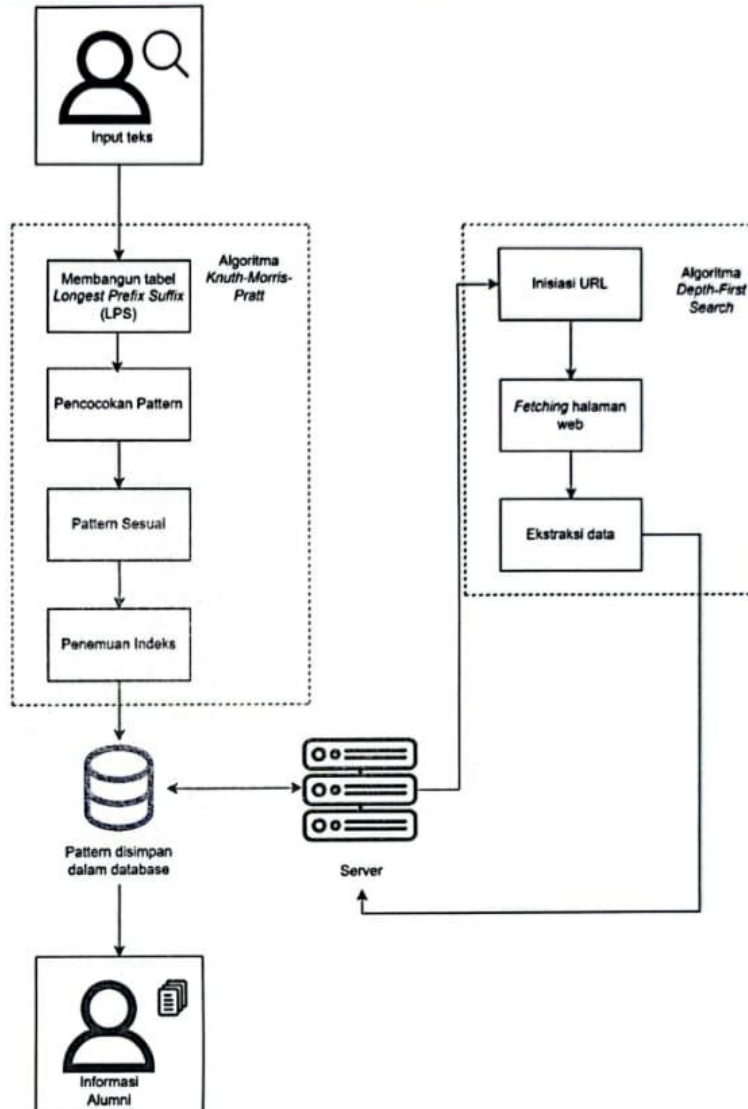 Input teks
Membangun tabel
Longest Prefix Suffix
(LPS)
Algoritma
Knuth-Morris-
Pratt
Pencocokan Pattern
Pattern Sesuai
Penemuan Indeks
Pattern disimpan
dalam database
Server
Inisiasi URL
Algoritma
Depth-First
Search
Fetching halaman
web
Ekstraksi data
Informasi
Alumni